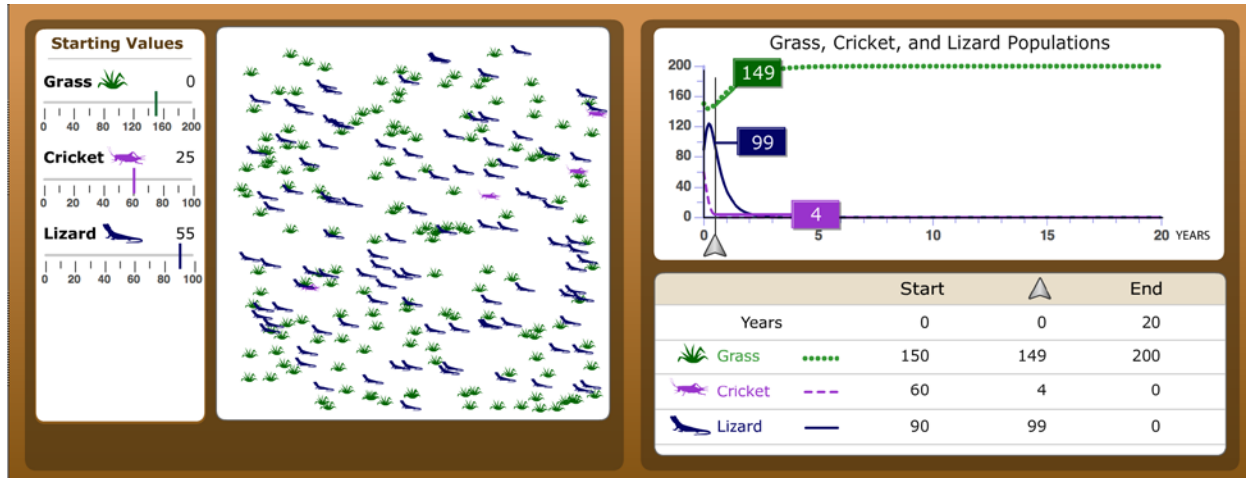 Starting Values
Grass 0
0 40 80 120 160 200
Cricket 25
0 20 40 60 80 100
Lizard 55
0 20 40 60 80 100
Grass, Cricket, and Lizard Populations
200
160
120
80
40
0
149
99
4
0 5 10 15 20 YEARS
Start End
Years 0 0 20
Grass 150 149 200
Cricket 60 4 0
Lizard 90 99 0